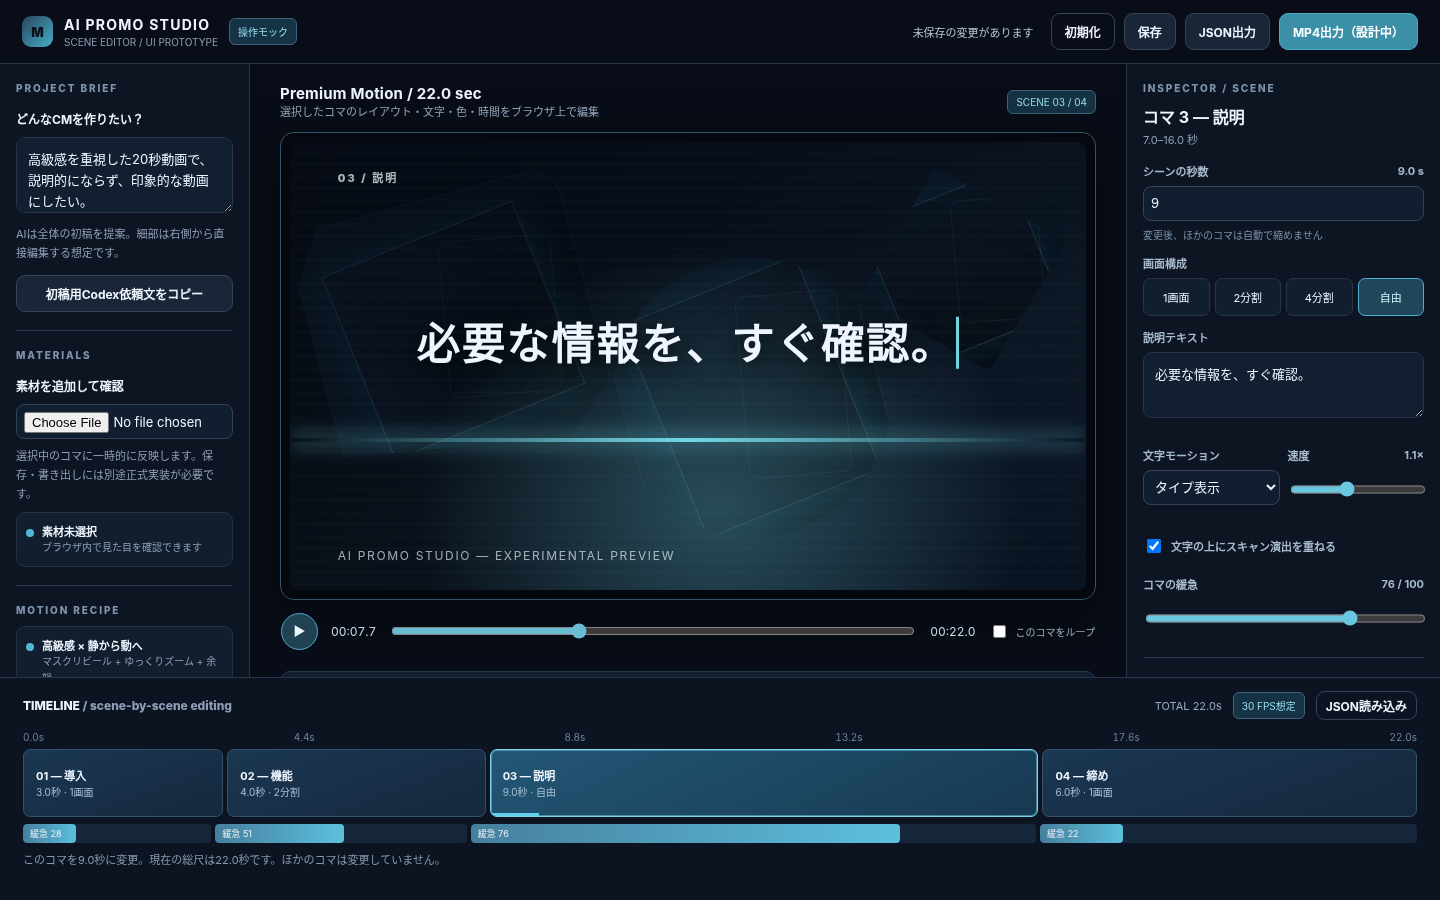 M
AI PROMO STUDIO
SCENE EDITOR / UI PROTOTYPE
操作モック
未保存の変更があります
初期化
保存
JSON出力
MP4出力（設計中）
PROJECT BRIEF
どんなCMを作りたい？
高級感を重視した20秒動画で、
説明的にならず、印象的な動画
にしたい。
AIは全体の初稿を提案。細部は右側から直
接編集する想定です。
初稿用Codex依頼文をコピー
MATERIALS
素材を追加して確認
Choose File No file chosen
選択中のコマに一時的に反映します。保
存・書き出しには別途正式実装が必要で
す。
素材未選択
ブラウザ内で見た目を確認できます
MOTION RECIPE
高級感 × 静から動へ
マスクリビール + ゆっくりズーム + 余
Premium Motion / 22.0 sec
選択したコマのレイアウト・文字・色・時間をブラウザ上で編集
SCENE 03 / 04
03 / 説明
必要な情報を、すぐ確認。
AI PROMO STUDIO — EXPERIMENTAL PREVIEW
00:07.7
00:22.0
このコマをループ
INSPECTOR / SCENE
コマ 3 — 説明
7.0–16.0 秒
シーンの秒数
9.0 s
9
変更後、ほかのコマは自動で縮めません
画面構成
1画面
2分割
4分割
自由
説明テキスト
必要な情報を、すぐ確認。
文字モーション
速度
1.1×
タイプ表示
文字の上にスキャン演出を重ねる
コマの緩急
76 / 100
TIMELINE / scene-by-scene editing
TOTAL 22.0s
30 FPS想定
JSON読み込み
0.0s
4.4s
8.8s
13.2s
17.6s
22.0s
01 — 導入
3.0秒 · 1画面
02 — 機能
4.0秒 · 2分割
03 — 説明
9.0秒 · 自由
04 — 締め
6.0秒 · 1画面
緩急 28
緩急 51
緩急 76
緩急 22
このコマを9.0秒に変更。現在の総尺は22.0秒です。ほかのコマは変更していません。